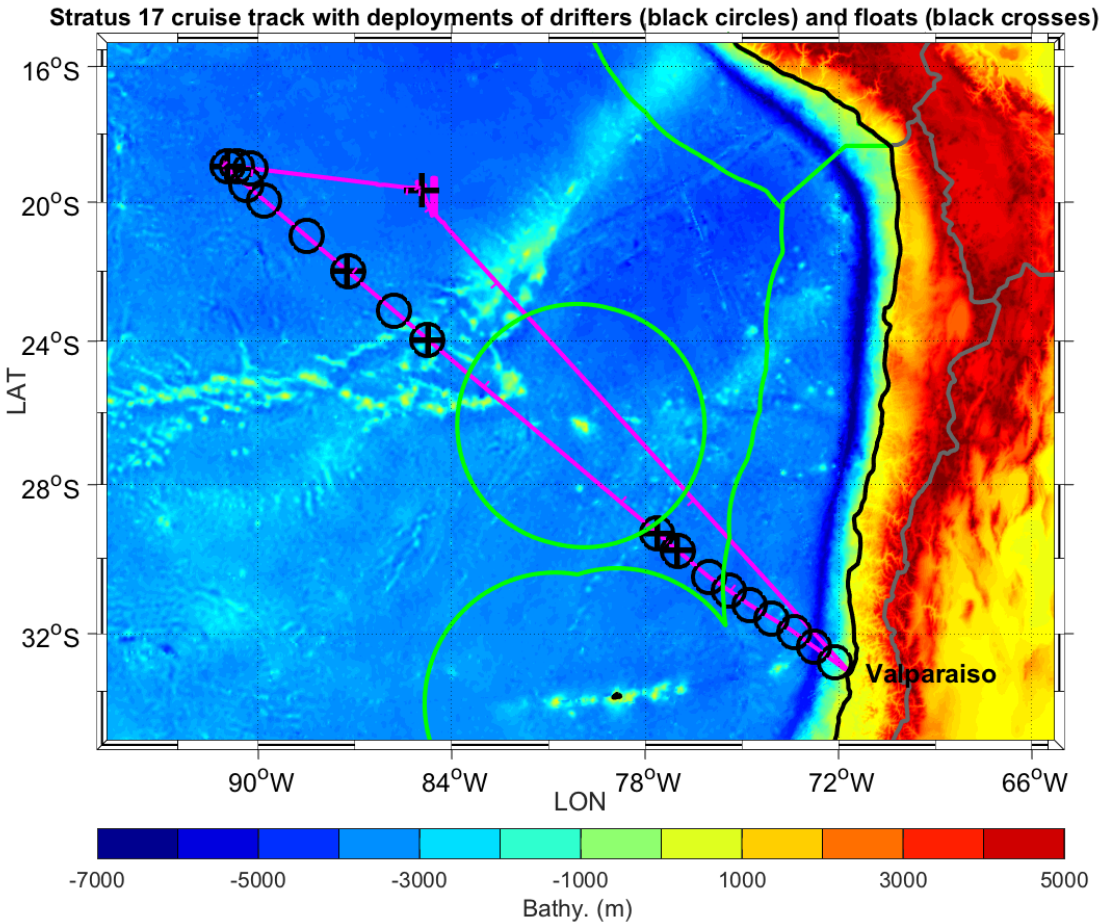 Stratus 17 cruise track with deployments of drifters (black circles) and floats (black crosses)
16°S
20°S
24°S
28°S
32°S
LAT
Valparaiso
90°W 84°W 78°W 72°W 66°W
LON
-7000 -5000 -3000 -1000 1000 3000 5000
Bathy. (m)